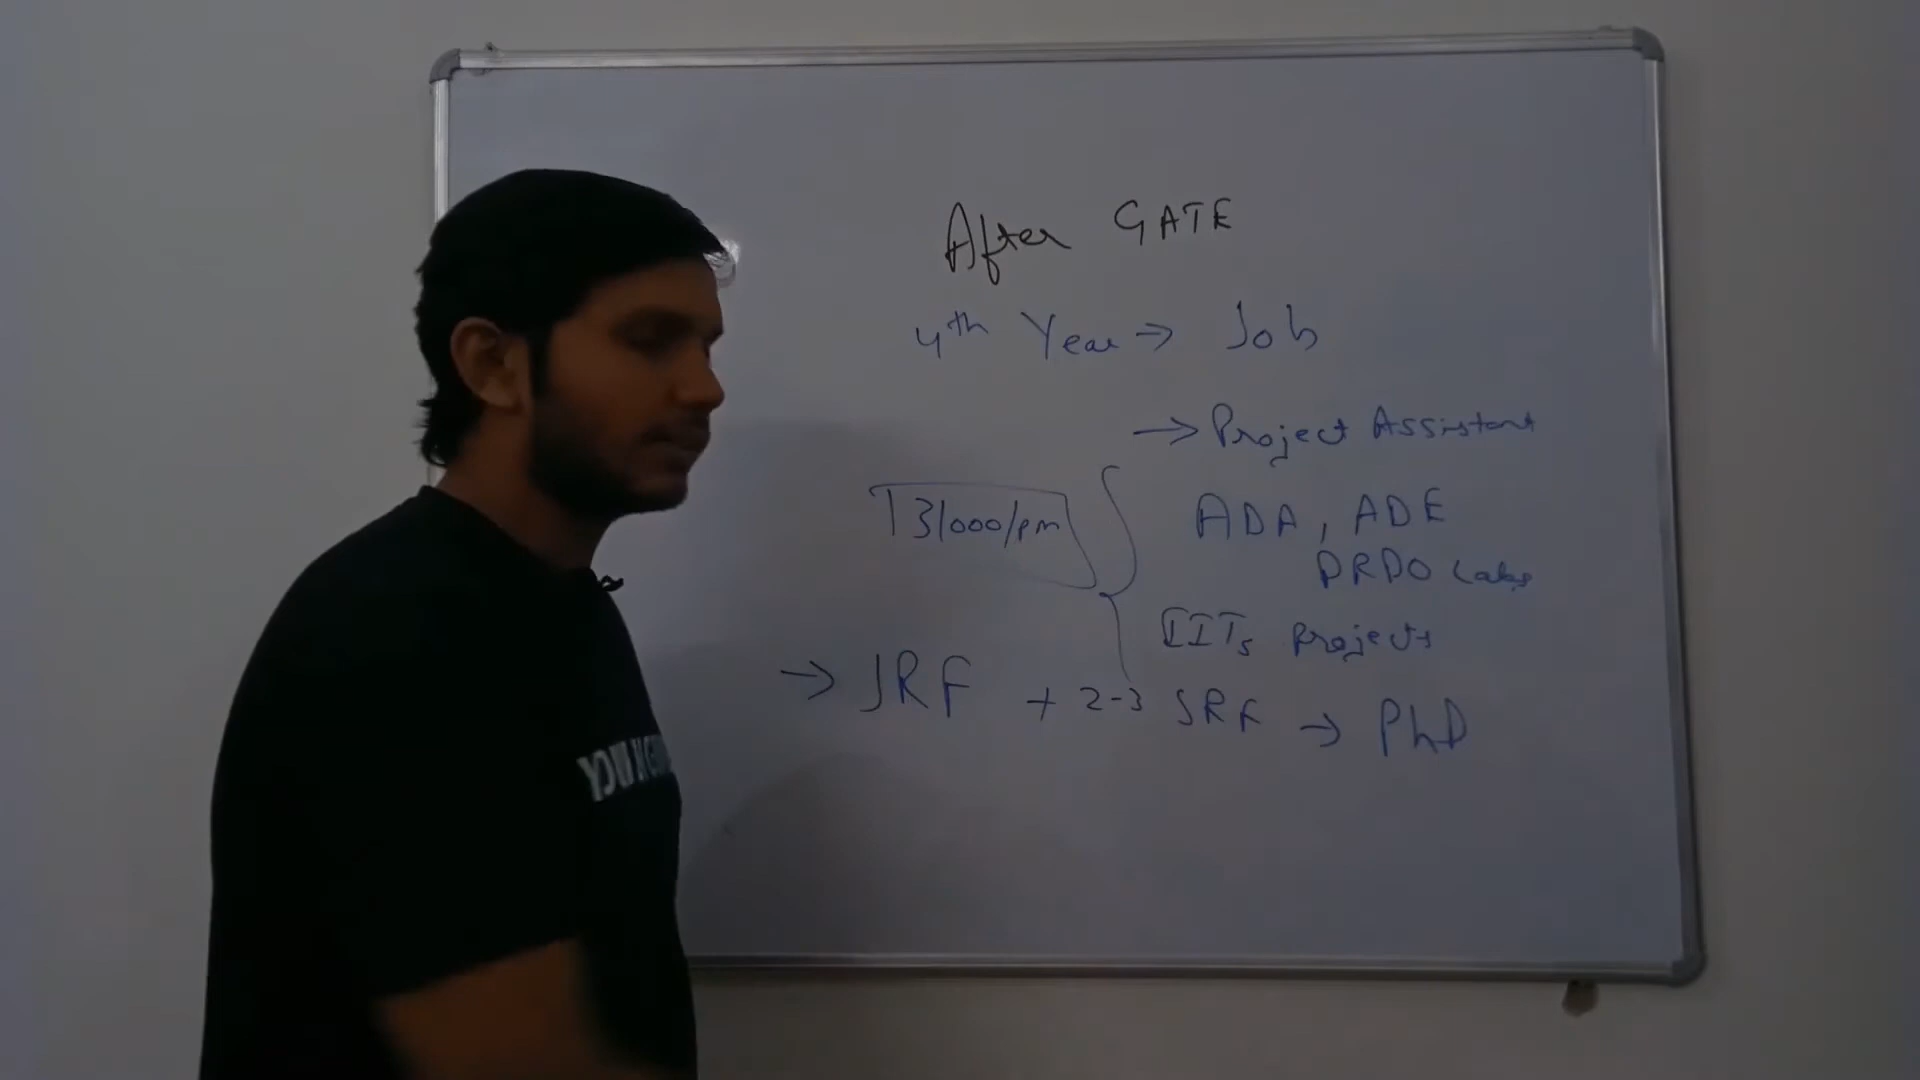 After GATE
4th Year → Job
→ Project Assistant
31000/pm
ADA, ADE
DRDO Labs
IITs Projects
→ JRF + 2-3 SRF → PhD